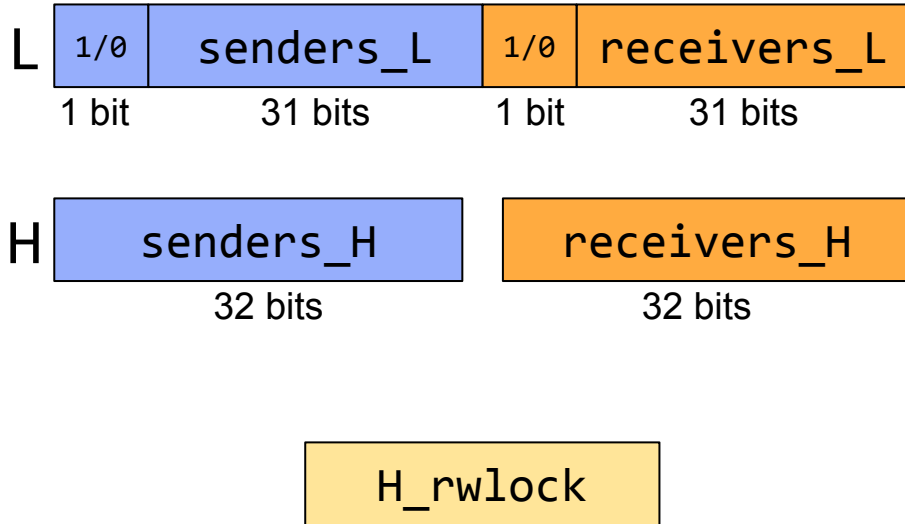 L 1/0 senders_L 1/0 receivers_L
1 bit 31 bits 1 bit 31 bits
H senders_H receivers_H
32 bits 32 bits
H_rwlock